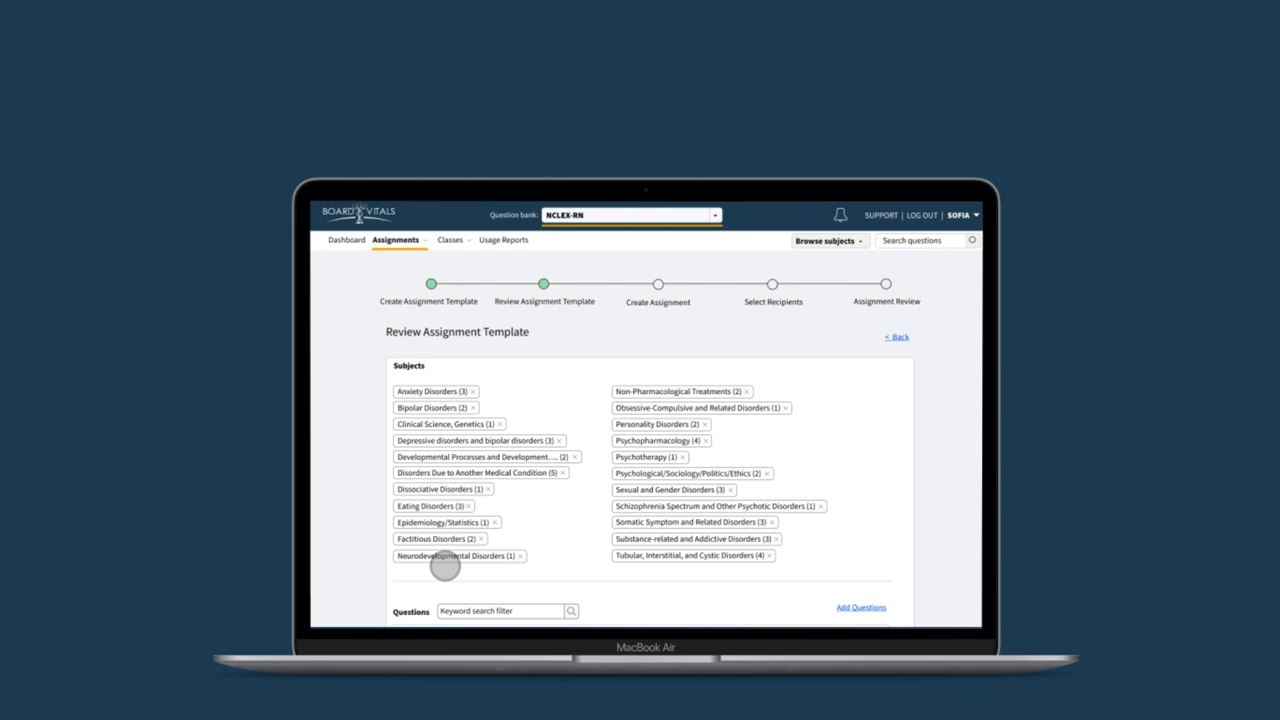 BOARD VITALS
Question bank: NCLEX-RN
SUPPORT | LOG OUT | SOFIA
Dashboard Assignments Classes Usage Reports
Browse subjects Search questions
Create Assignment Template Review Assignment Template Create Assignment Select Recipients Assignment Review
Review Assignment Template
< Back
Subjects
Anxiety Disorders (3) × Non-Pharmacological Treatments (2) ×
Bipolar Disorders (2) × Obsessive-Compulsive and Related Disorders (1) ×
Clinical Science, Genetics (1) × Personality Disorders (2) ×
Depressive disorders and bipolar disorders (3) × Psychopharmacology (4) ×
Developmental Processes and Development.... (2) × Psychotherapy (1) ×
Disorders Due to Another Medical Condition (5) × Psychological/Sociology/Politics/Ethics (2) ×
Dissociative Disorders (1) × Sexual and Gender Disorders (3) ×
Eating Disorders (3) × Schizophrenia Spectrum and Other Psychotic Disorders (1) ×
Epidemiology/Statistics (1) × Somatic Symptom and Related Disorders (3) ×
Factitious Disorders (2) × Substance-related and Addictive Disorders (3) ×
Neurodevelopmental Disorders (1) × Tubular, Interstitial, and Cystic Disorders (4) ×
Questions Keyword search filter Add Questions
MacBook Air